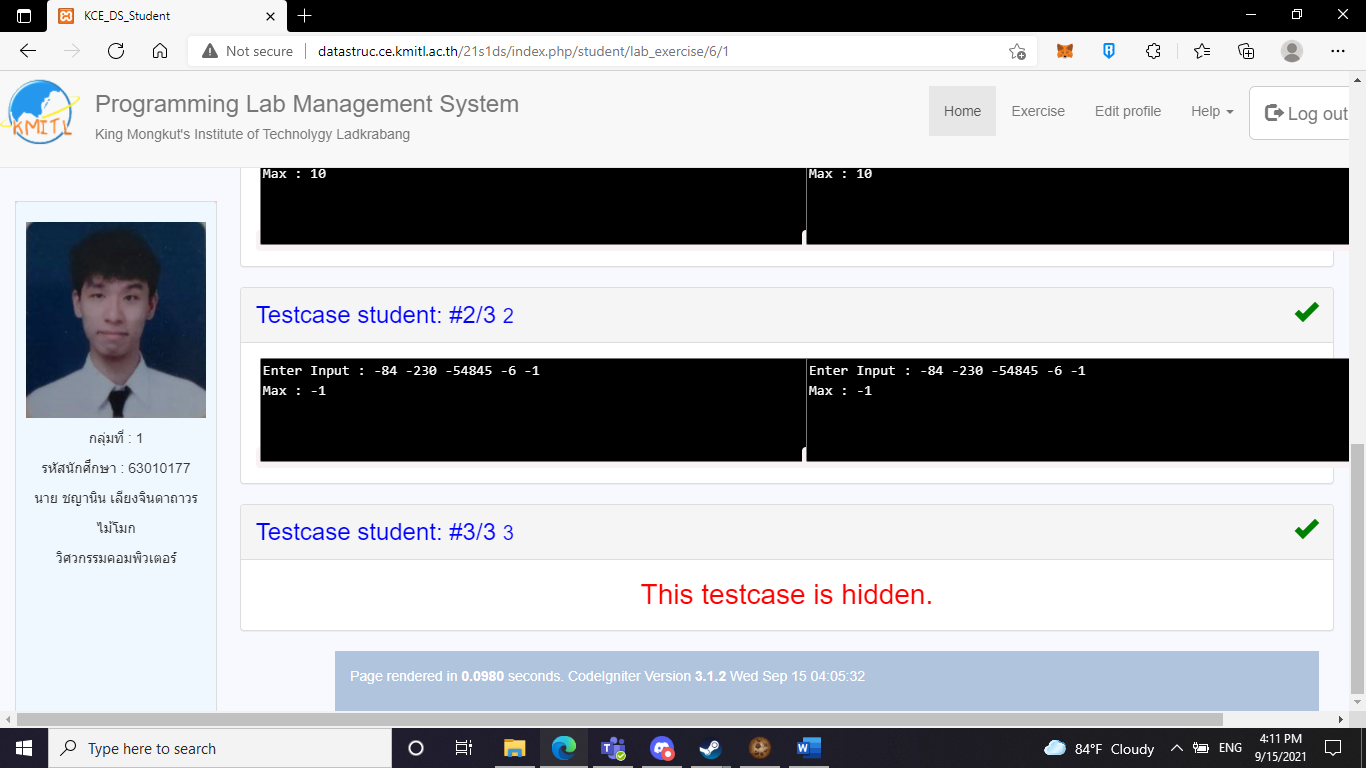 KCE_DS_Student
Not secure
datastruc.ce.kmitl.ac.th/21s1ds/index.php/student/lab_exercise/6/1
KMITL
Programming Lab Management System
King Mongkut's Institute of Technolygy Ladkrabang
Home
Exercise
Edit profile
Help
Log out
Max : 10
Max : 10
กลุ่มที่ : 1
รหัสนักศึกษา : 63010177
นาย ชญานิน เลียงจินดาถาวร
ไม้โมก
วิศวกรรมคอมพิวเตอร์
Testcase student: #2/3 2
Enter Input : -84 -230 -54845 -6 -1
Max : -1
Enter Input : -84 -230 -54845 -6 -1
Max : -1
Testcase student: #3/3 3
This testcase is hidden.
Page rendered in 0.0980 seconds. CodeIgniter Version 3.1.2 Wed Sep 15 04:05:32
Type here to search
84°F Cloudy
ENG
4:11 PM
9/15/2021